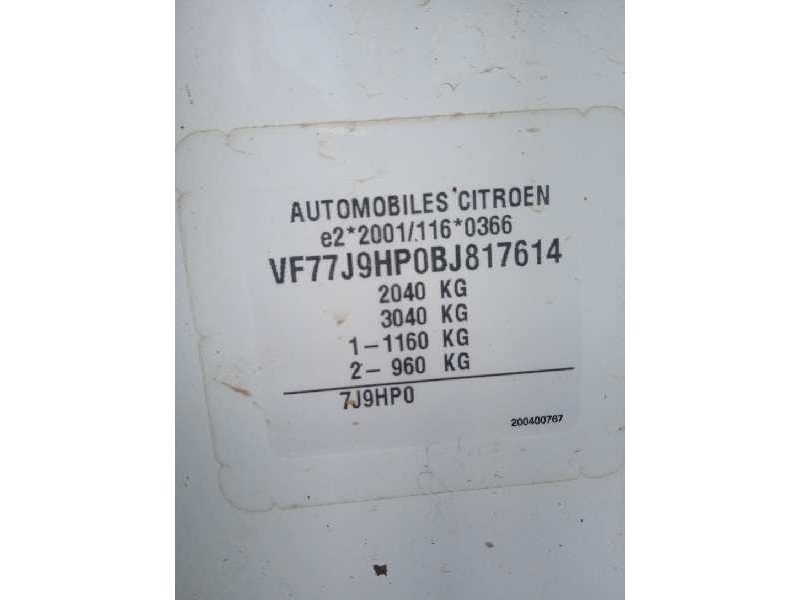 AUTOMOBILES CITROEN
e2*2001/116*0366
VF77J9HP0BJ817614
2040 KG
3040 KG
1-1160 KG
2- 960 KG
7J9HP0
200400767